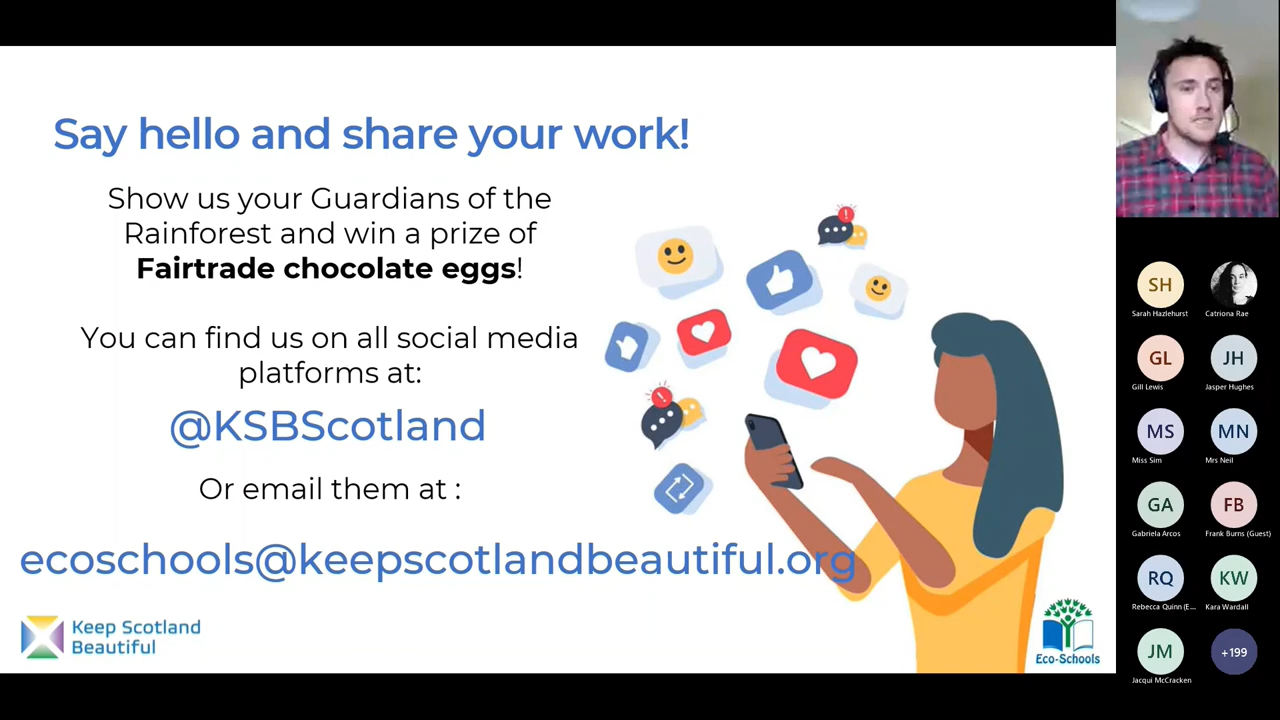 Say hello and share your work!
Show us your Guardians of the
Rainforest and win a prize of
Fairtrade chocolate eggs!
You can find us on all social media
platforms at:
@KSBScotland
Or email them at :
ecoschools@keepscotlandbeautiful.org
Keep Scotland
Beautiful
Eco-Schools
SH
Sarah Hazlehurst
Catriona Rae
GL
Gill Lewis
JH
Jasper Hughes
MS
Miss Sim
MN
Mrs Neil
GA
Gabriela Arcos
FB
Frank Burns (Guest)
RQ
Rebecca Quinn (E...
KW
Kara Wardall
JM
Jacqui McCracken
+199